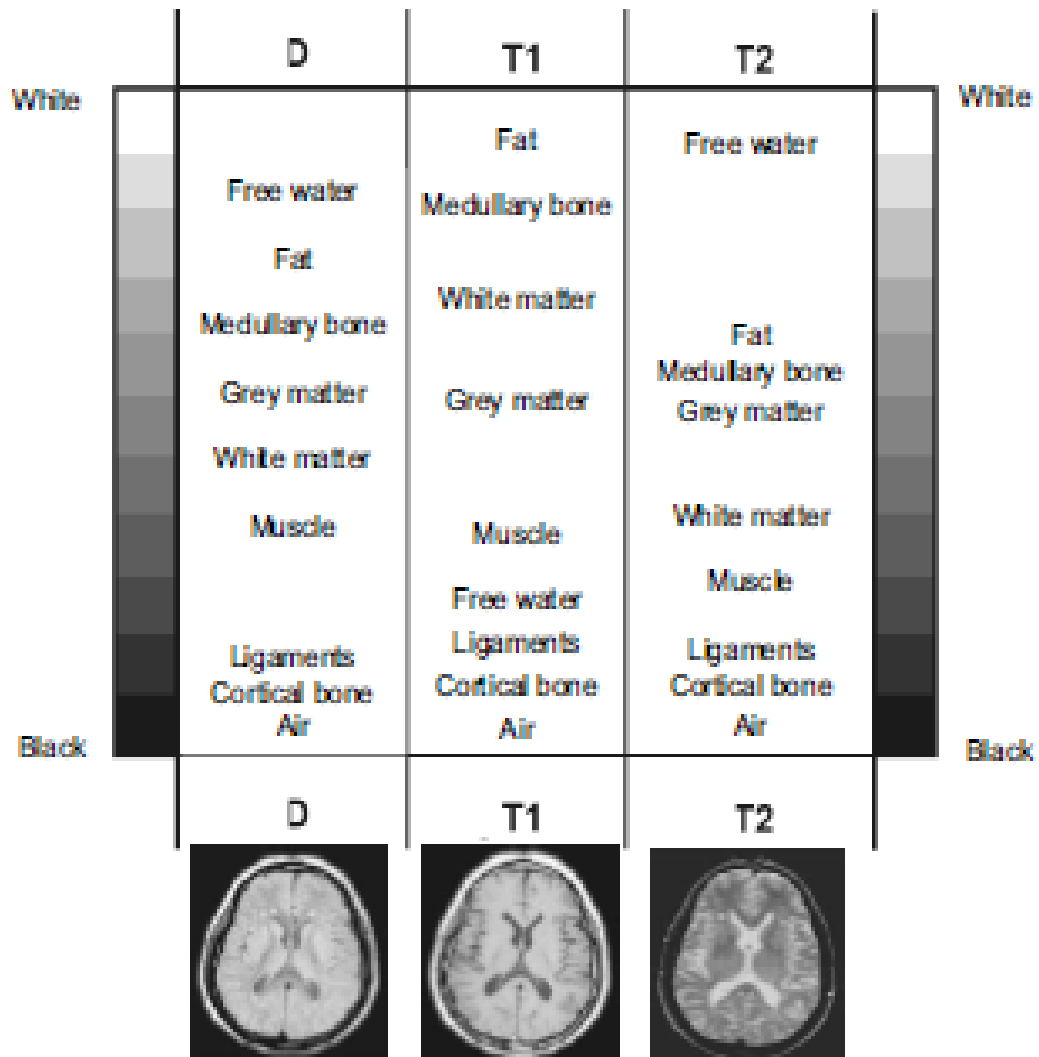 D T1 T2
White White
Fat Free water
Free water Medullary bone
Fat
White matter
Medullary bone Fat
Medullary bone
Grey matter Grey matter Grey matter
White matter
White matter
Muscle Muscle
Muscle
Free water
Ligaments Ligaments Ligaments
Cortical bone Cortical bone Cortical bone
Air Air Air
Black Black
D T1 T2